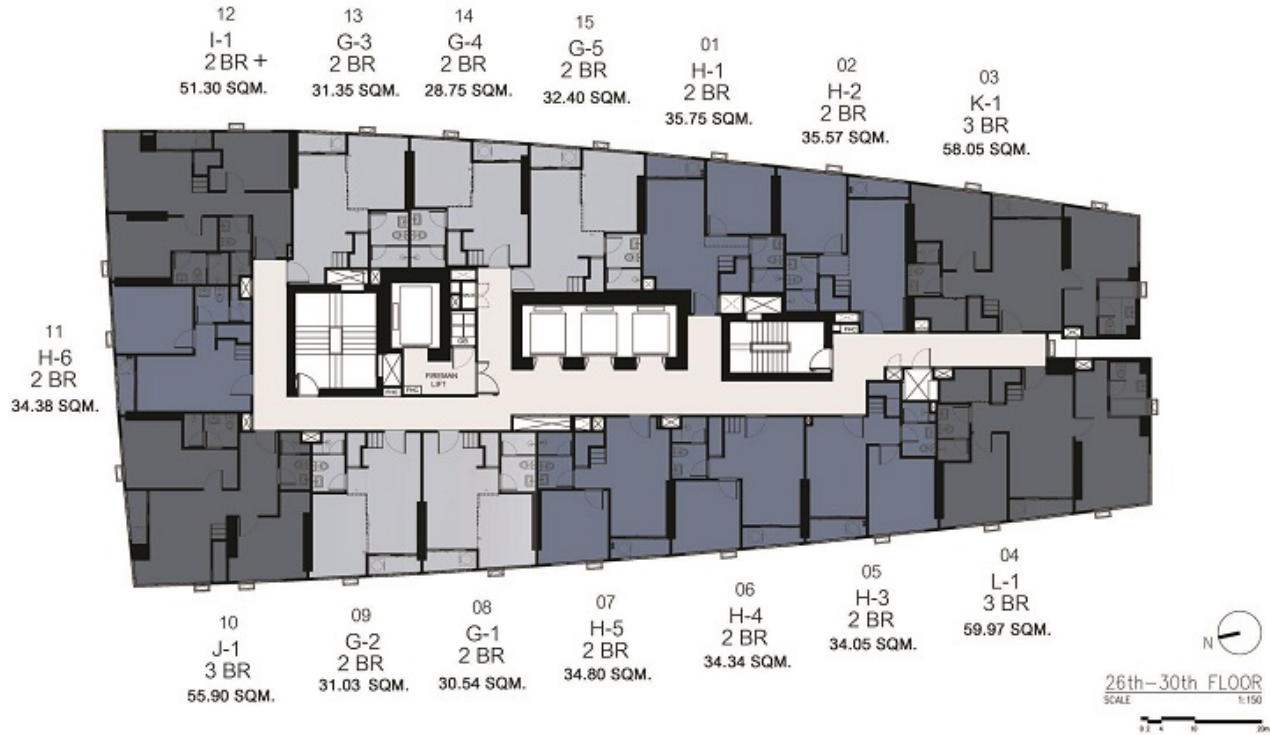 12
I-1
2 BR +
51.30 SQM.
13
G-3
2 BR
31.35 SQM.
14
G-4
2 BR
28.75 SQM.
15
G-5
2 BR
32.40 SQM.
01
H-1
2 BR
35.75 SQM.
02
H-2
2 BR
35.57 SQM.
03
K-1
3 BR
58.05 SQM.
11
H-6
2 BR
34.38 SQM.
FIREMAN
LIFT
FHC
FHC
10
J-1
3 BR
55.90 SQM.
09
G-2
2 BR
31.03 SQM.
08
G-1
2 BR
30.54 SQM.
07
H-5
2 BR
34.80 SQM.
06
H-4
2 BR
34.34 SQM.
05
H-3
2 BR
34.05 SQM.
04
L-1
3 BR
59.97 SQM.
N
26th-30th FLOOR
SCALE 1:150